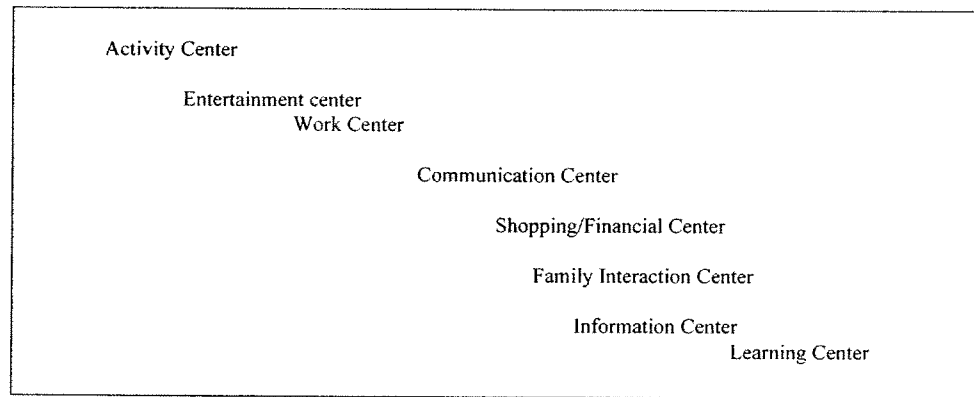 Activity Center
Entertainment center
Work Center
Communication Center
Shopping/Financial Center
Family Interaction Center
Information Center
Learning Center